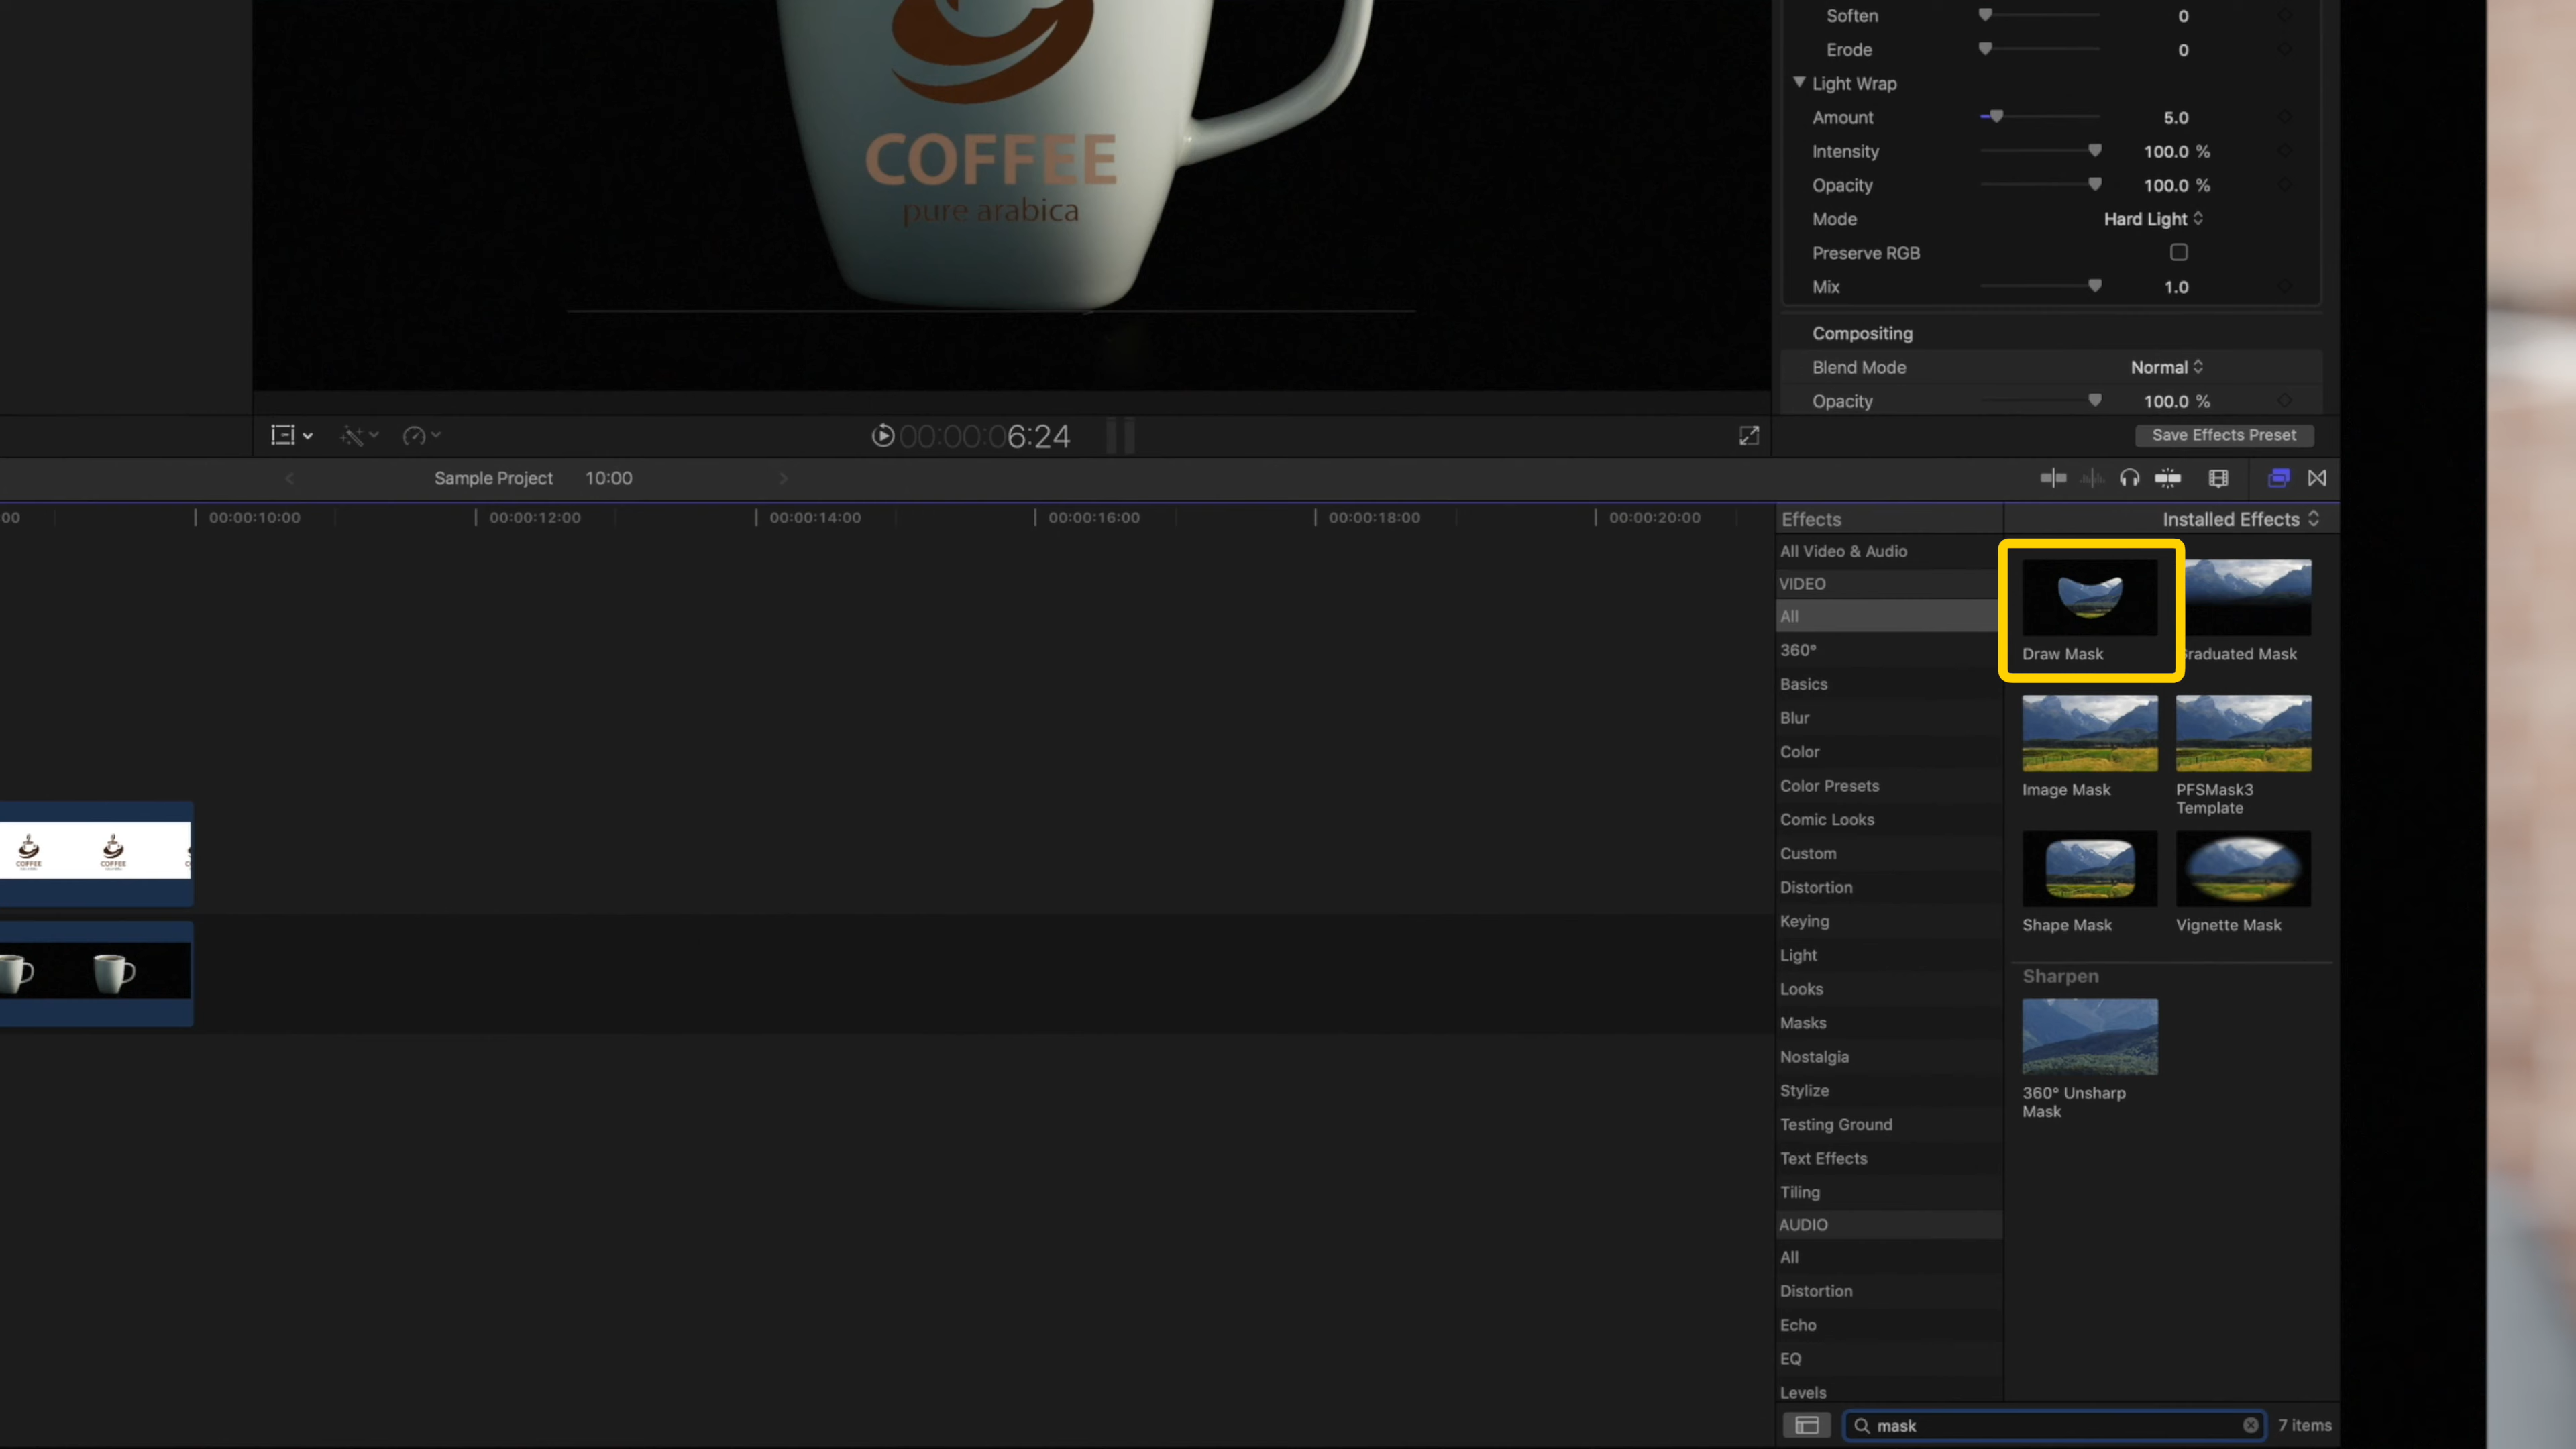 Soften 0
Erode 0
Light Wrap
Amount 5.0
Intensity 100.0 %
Opacity 100.0 %
Mode Hard Light
Preserve RGB
Mix 1.0
Compositing
Blend Mode Normal
Opacity 100.0 %
Save Effects Preset
COFFEE
pure arabica
00:00:06:24
Sample Project 10:00
00 00:00:10:00 00:00:12:00 00:00:14:00 00:00:16:00 00:00:18:00 00:00:20:00
Effects
Installed Effects
All Video & Audio
VIDEO
All
360°
Basics
Blur
Color
Color Presets
Comic Looks
Custom
Distortion
Keying
Light
Looks
Masks
Nostalgia
Stylize
Testing Ground
Text Effects
Tiling
AUDIO
All
Distortion
Echo
EQ
Levels
Draw Mask
raduated Mask
Image Mask
PFSMask3
Template
Shape Mask
Vignette Mask
Sharpen
360° Unsharp
Mask
COFFEE
COFFEE
mask
7 items